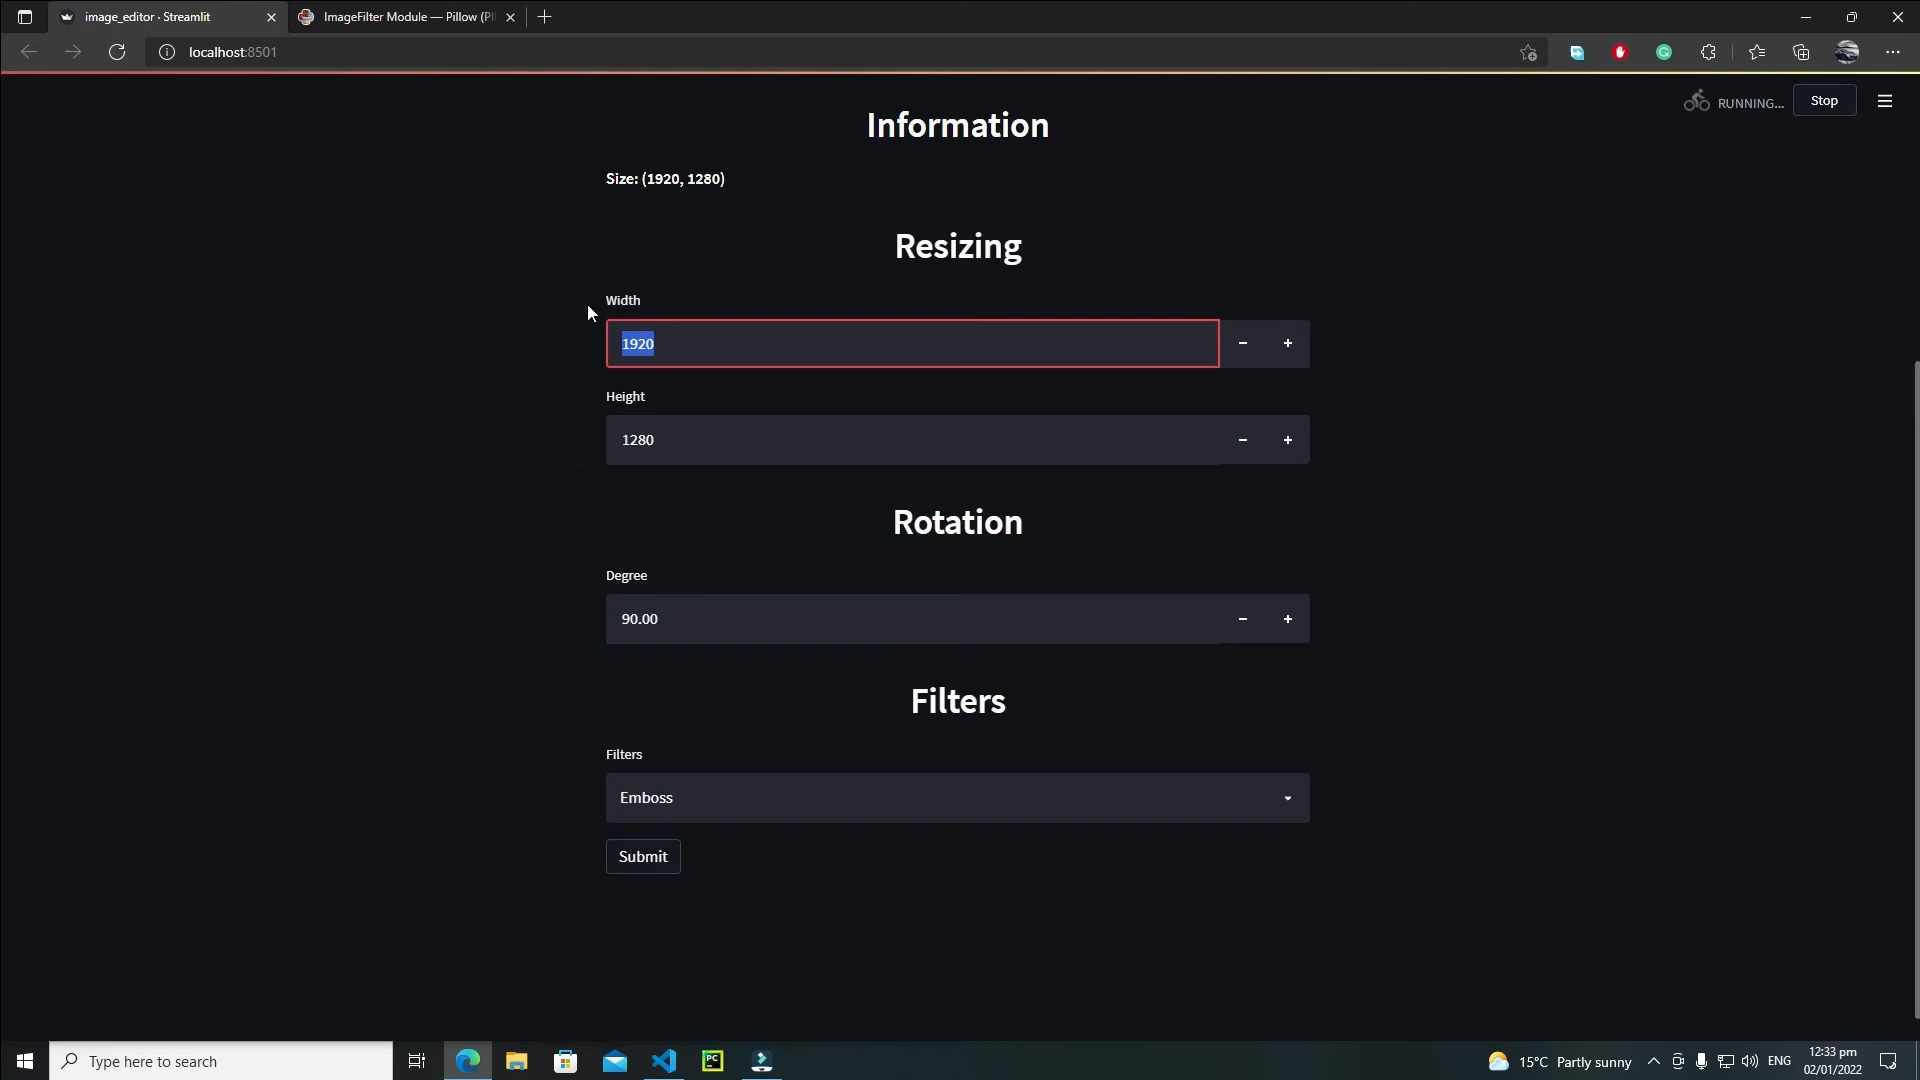 image_editor · Streamlit
ImageFilter Module — Pillow (PI
localhost:8501
RUNNING...
Stop
Information
Size: (1920, 1280)
Resizing
Width
1920
Height
1280
Rotation
Degree
90.00
Filters
Filters
Emboss
Submit
Type here to search
PC
15°C Partly sunny
ENG
12:33 pm
02/01/2022